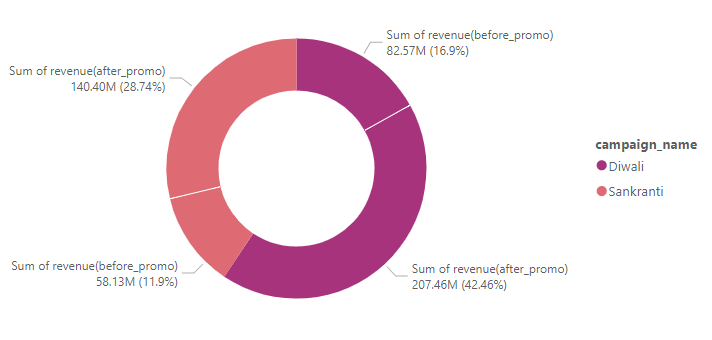 Sum of revenue(before_promo)
82.57M (16.9%)
Sum of revenue(after_promo)
140.40M (28.74%)
campaign_name
Diwali
Sankranti
Sum of revenue(before_promo)
58.13M (11.9%)
Sum of revenue(after_promo)
207.46M (42.46%)